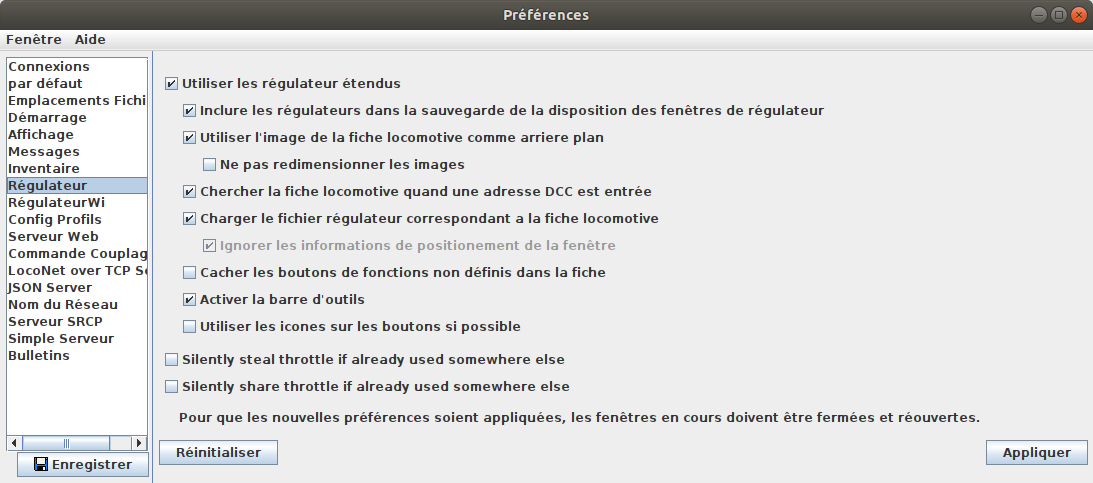 Préférences
Fenêtre Aide
Connexions
par défaut
Emplacements Fichi
Démarrage
Affichage
Messages
Inventaire
Régulateur
RégulateurWi
Config Profils
Serveur Web
Commande Couplag
LocoNet over TCP Se
JSON Server
Nom du Réseau
Serveur SRCP
Simple Serveur
Bulletins
Enregistrer
Utiliser les régulateur étendus
Inclure les régulateurs dans la sauvegarde de la disposition des fenêtres de régulateur
Utiliser l'image de la fiche locomotive comme arriere plan
Ne pas redimensionner les images
Chercher la fiche locomotive quand une adresse DCC est entrée
Charger le fichier régulateur correspondant a la fiche locomotive
Ignorer les informations de positionement de la fenêtre
Cacher les boutons de fonctions non définis dans la fiche
Activer la barre d'outils
Utiliser les icones sur les boutons si possible
Silently steal throttle if already used somewhere else
Silently share throttle if already used somewhere else
Pour que les nouvelles préférences soient appliquées, les fenêtres en cours doivent être fermées et réouvertes.
Réinitialiser
Appliquer